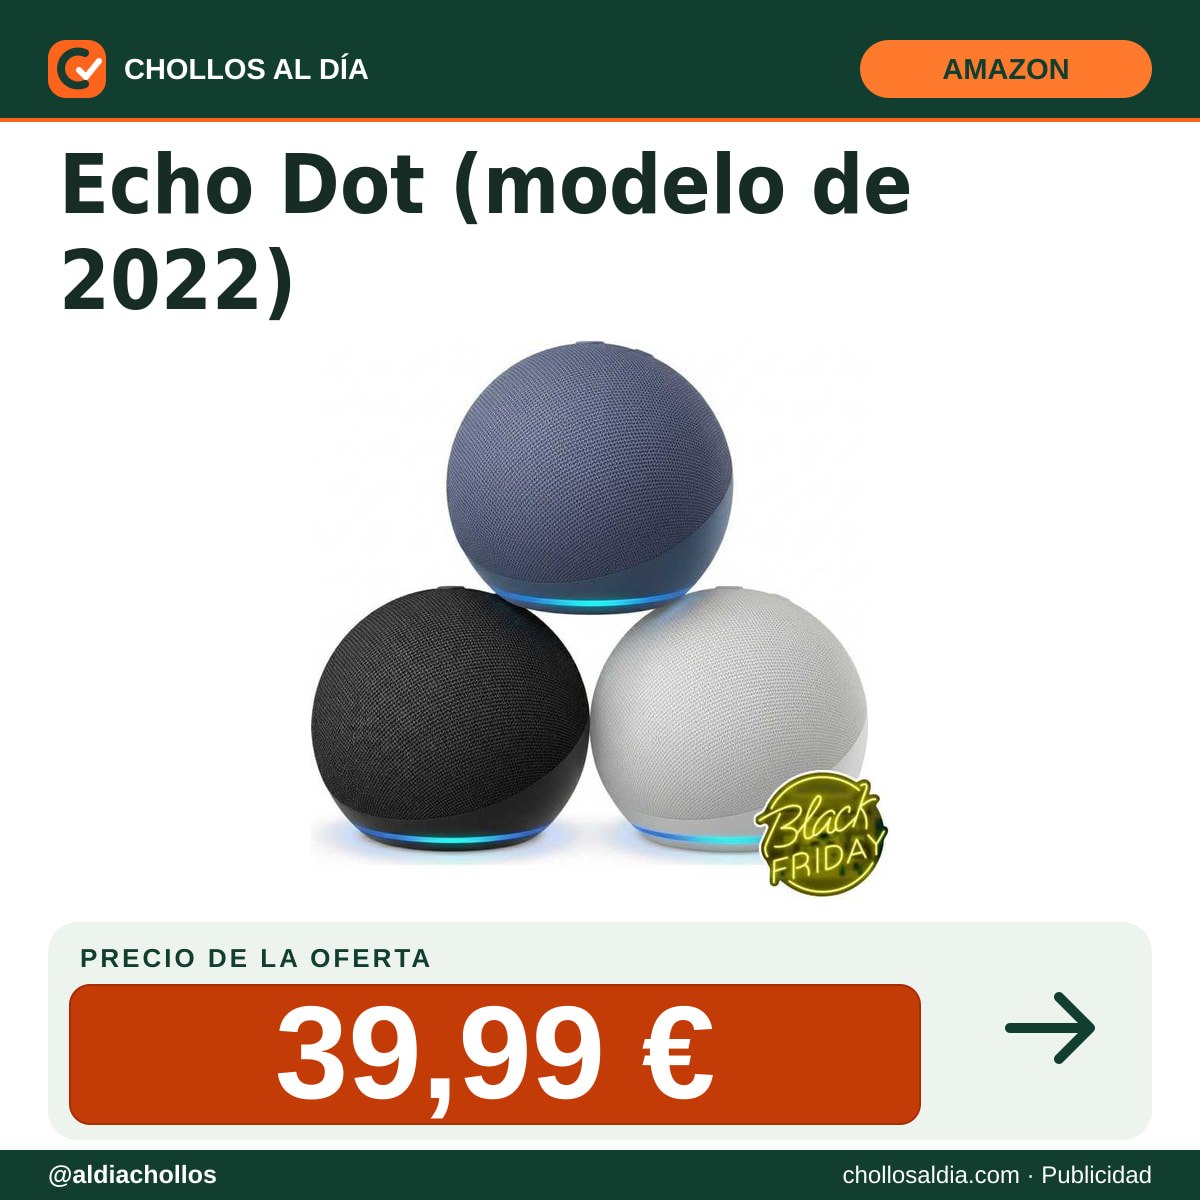 CHOLLOS AL DÍA
AMAZON
Echo Dot (modelo de
2022)
Black
FRIDAY
PRECIO DE LA OFERTA
39,99 €
@aldiachollos
chollosaldia.com · Publicidad